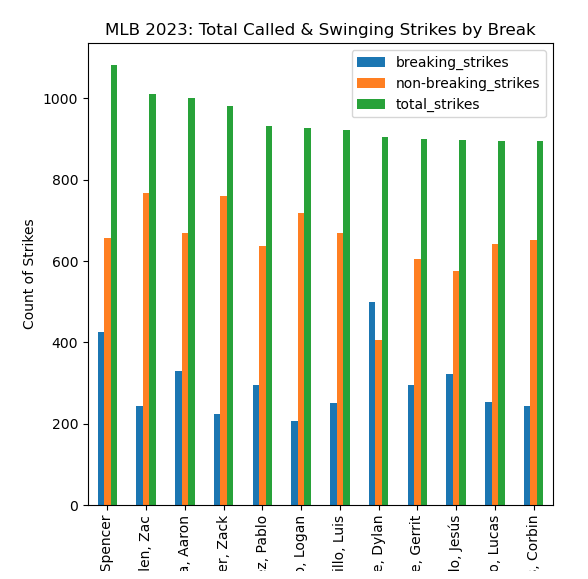 MLB 2023: Total Called & Swinging Strikes by Break
breaking_strikes
non-breaking_strikes
total_strikes
Count of Strikes
1000
800
600
400
200
0
Spencer
len, Zac
a, Aaron
er, Zack
ez, Pablo
o, Logan
illo, Luis
e, Dylan
e, Gerrit
lo, Jesús
o, Lucas
s, Corbin